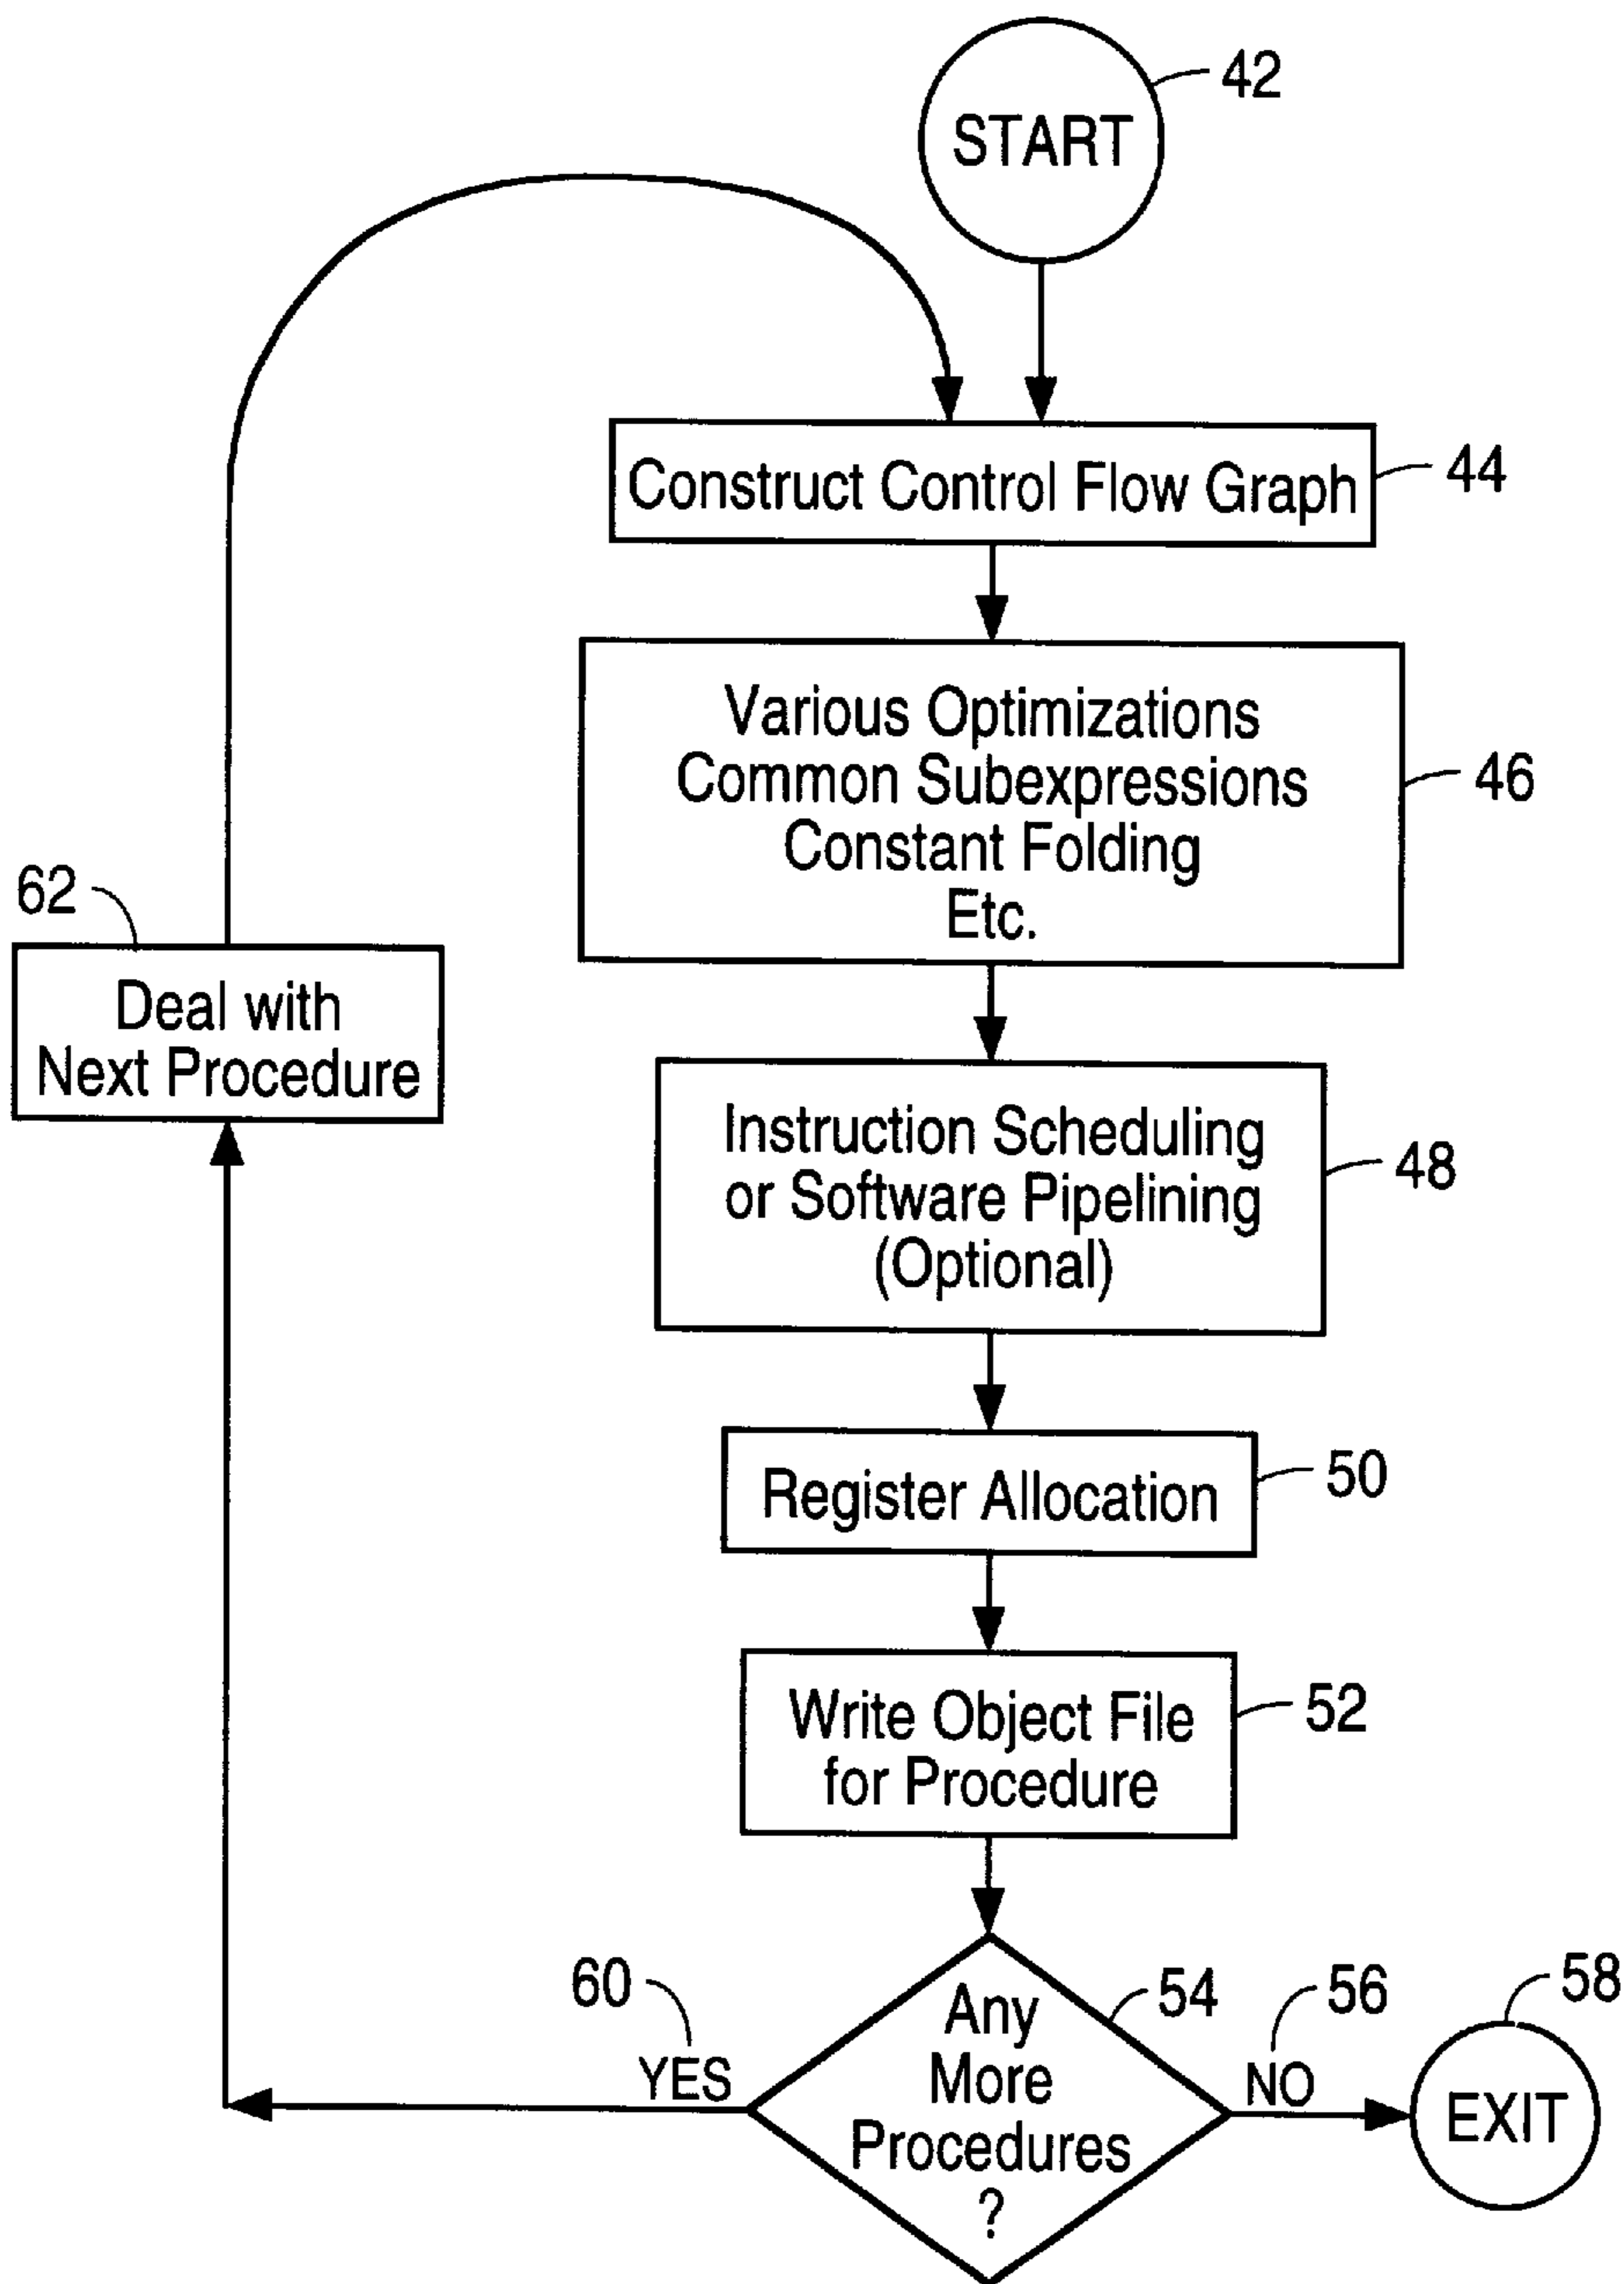 42
START
Construct Control Flow Graph
44
Various Optimizations
Common Subexpressions
Constant Folding
Etc.
46
62
Deal with
Next Procedure
Instruction Scheduling
or Software Pipelining
(Optional)
48
Register Allocation
50
Write Object File
for Procedure
52
60
YES
Any
More
Procedures
?
54
56
NO
58
EXIT